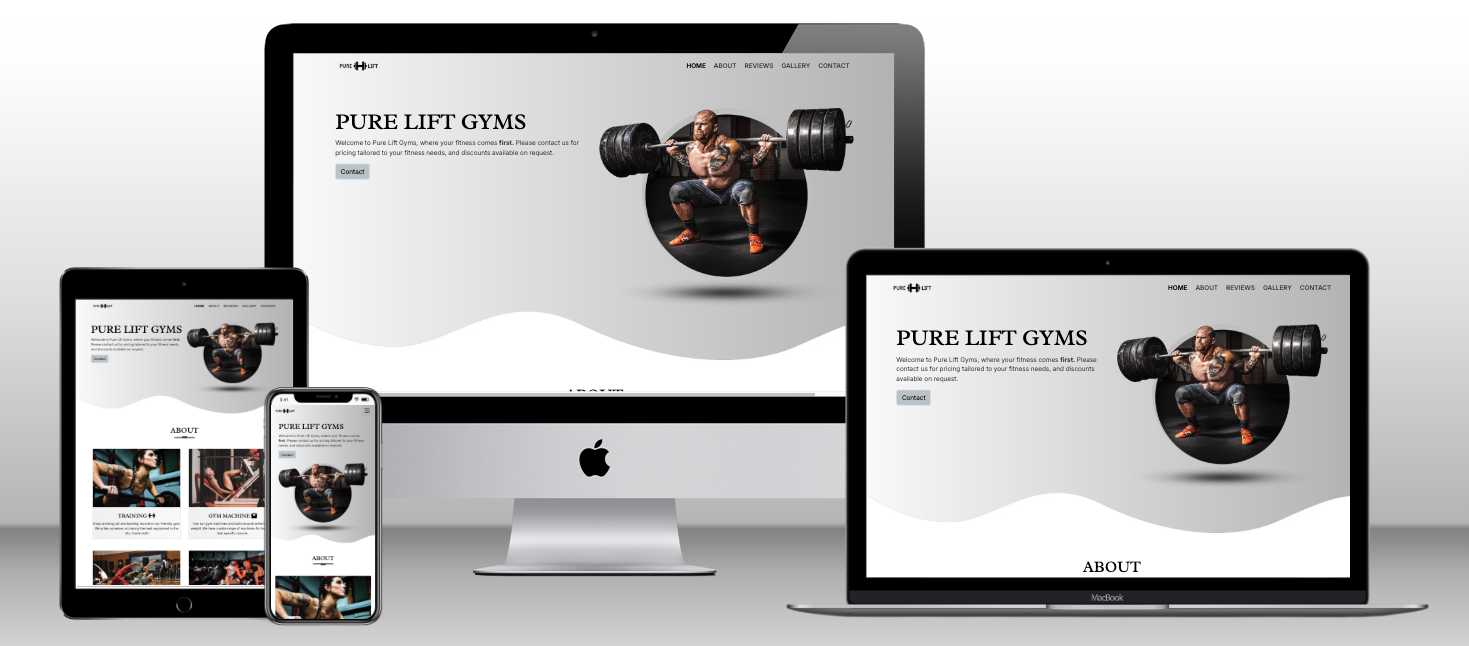 PURE LIFT
HOME ABOUT REVIEWS GALLERY CONTACT
PURE LIFT GYMS
Welcome to Pure Lift Gyms, where your fitness comes first. Please contact us for
pricing tailored to your fitness needs, and discounts available on request.
Contact
ABOUT
PURE LIFT
HOME ABOUT REVIEWS GALLERY CONTACT
PURE LIFT GYMS
Welcome to Pure Lift Gyms, where your fitness comes first. Please
contact us for pricing tailored to your fitness needs, and discounts
available on request.
Contact
ABOUT
MacBook
PURE LIFT
HOME ABOUT REVIEWS GALLERY CONTACT
PURE LIFT GYMS
Welcome to Pure Lift Gyms, where your fitness comes first.
Please contact us for pricing tailored to your fitness needs,
and discounts available on request.
Contact
ABOUT
TRAINING
GYM MACHINE
9:41
PURE LIFT
PURE LIFT GYMS
Welcome to Pure Lift Gyms, where your fitness comes
first. Please contact us for pricing tailored to your fitness
needs, and discounts available on request.
Contact
ABOUT